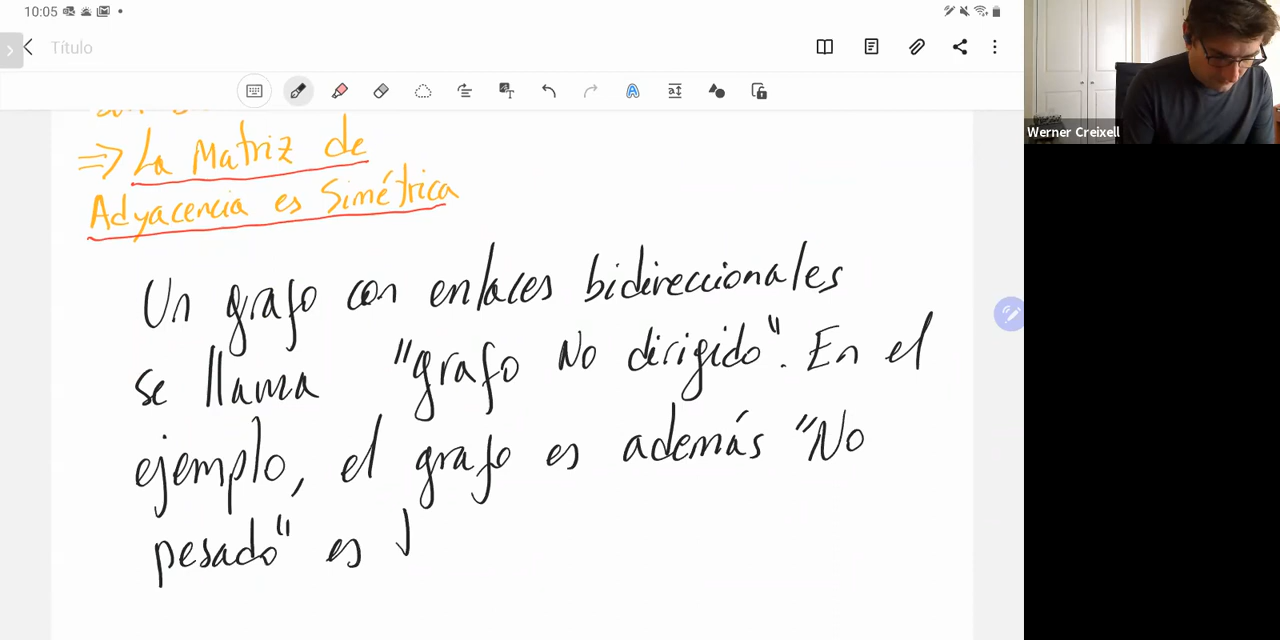 10:05
Título
⇒ La Matriz de
Adyacencia es Simétrica
Un grafo con enlaces bidireccionales
se llama "grafo No dirigido". En el
ejemplo, el grafo es además "No
pesado" es
Werner Creixell